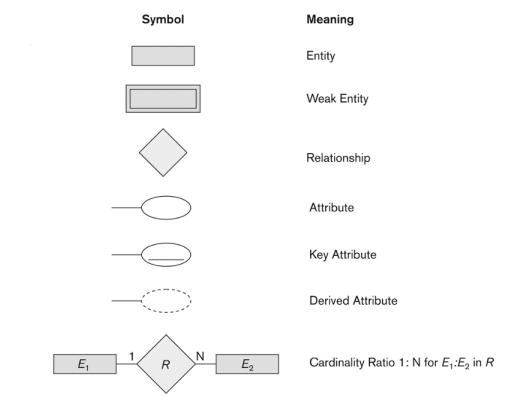 Symbol Meaning
Entity
Weak Entity
Relationship
Attribute
Key Attribute
Derived Attribute
E₁ 1 R N E₂ Cardinality Ratio 1: N for E₁:E₂ in R